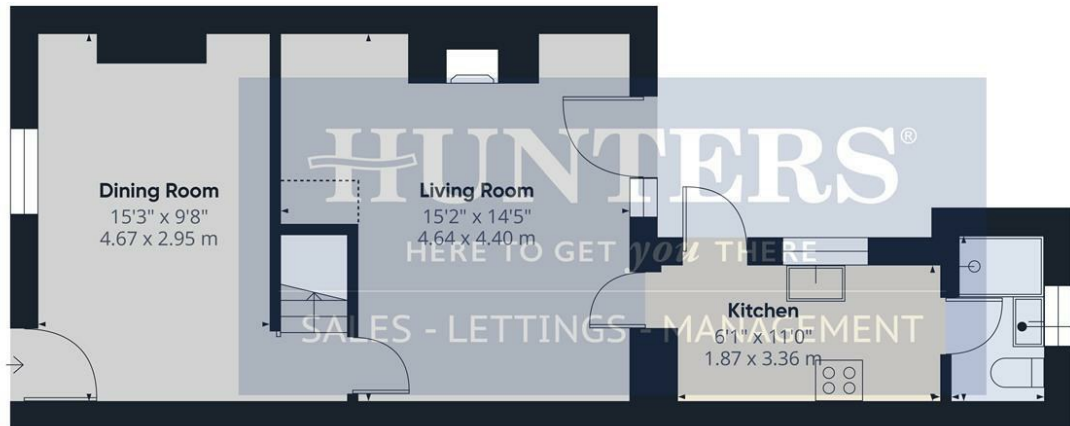 HUNTERS®
HERE TO GET you THERE
SALES - LETTINGS - MANAGEMENT
Dining Room
15'3" x 9'8"
4.67 x 2.95 m
Living Room
15'2" x 14'5"
4.64 x 4.40 m
Kitchen
6'1" x 11'0"
1.87 x 3.36 m